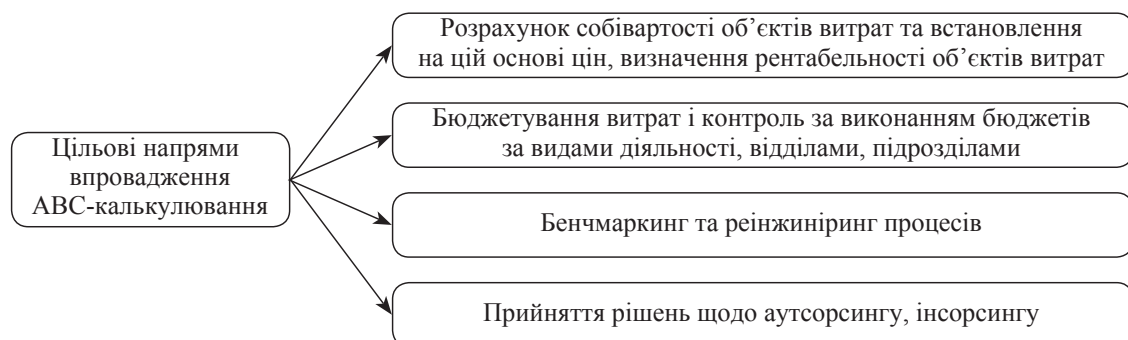 Цільові напрями
впровадження
АВС-калькулювання
Розрахунок собівартості об’єктів витрат та встановлення
на цій основі цін, визначення рентабельності об’єктів витрат
Бюджетування витрат і контроль за виконанням бюджетів
за видами діяльності, відділами, підрозділами
Бенчмаркинг та реінжиніринг процесів
Прийняття рішень щодо аутсорсингу, інсорсингу